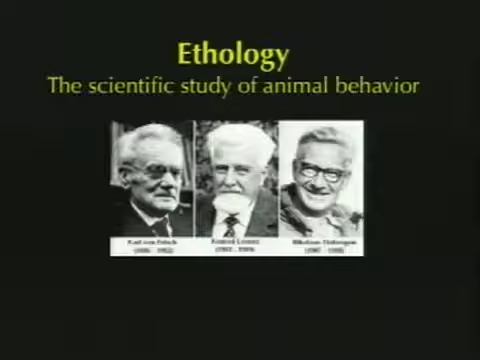 Ethology
The scientific study of animal behavior
Karl von Frisch
Konrad Lorenz
Nikolaas Tinbergen